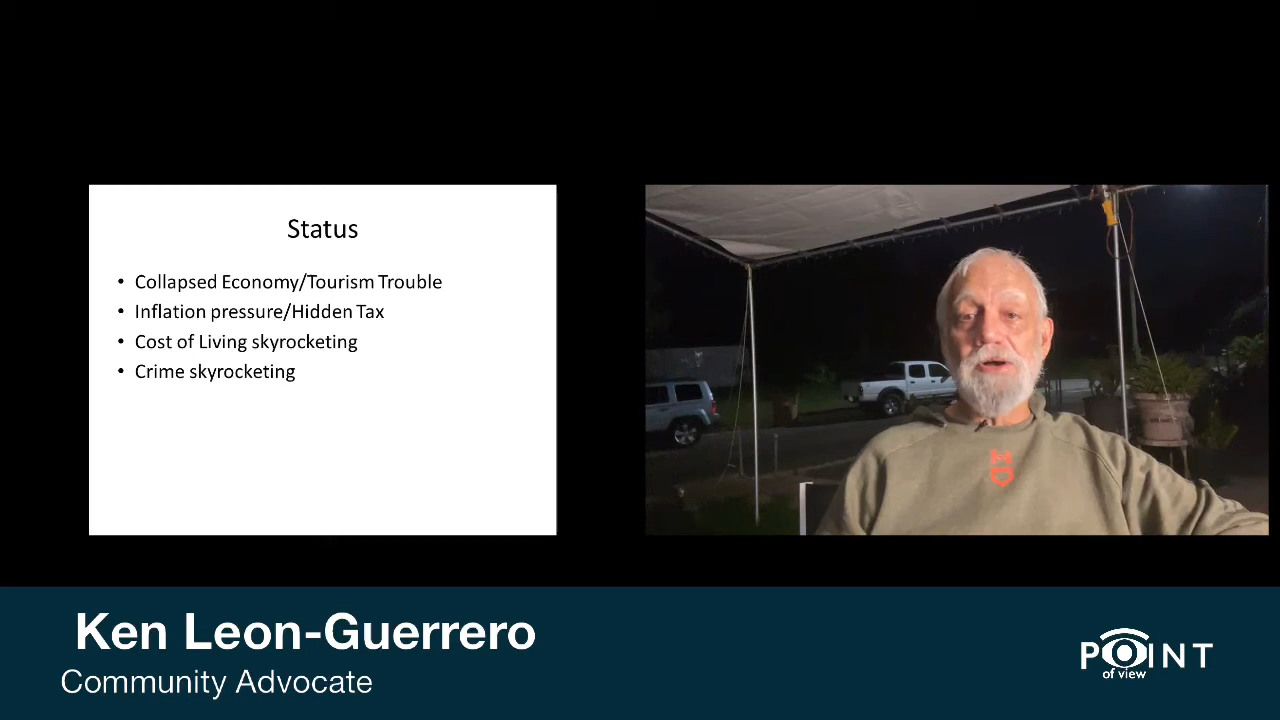 Status
• Collapsed Economy/Tourism Trouble
• Inflation pressure/Hidden Tax
• Cost of Living skyrocketing
• Crime skyrocketing
Ken Leon-Guerrero
Community Advocate
POINT
of view